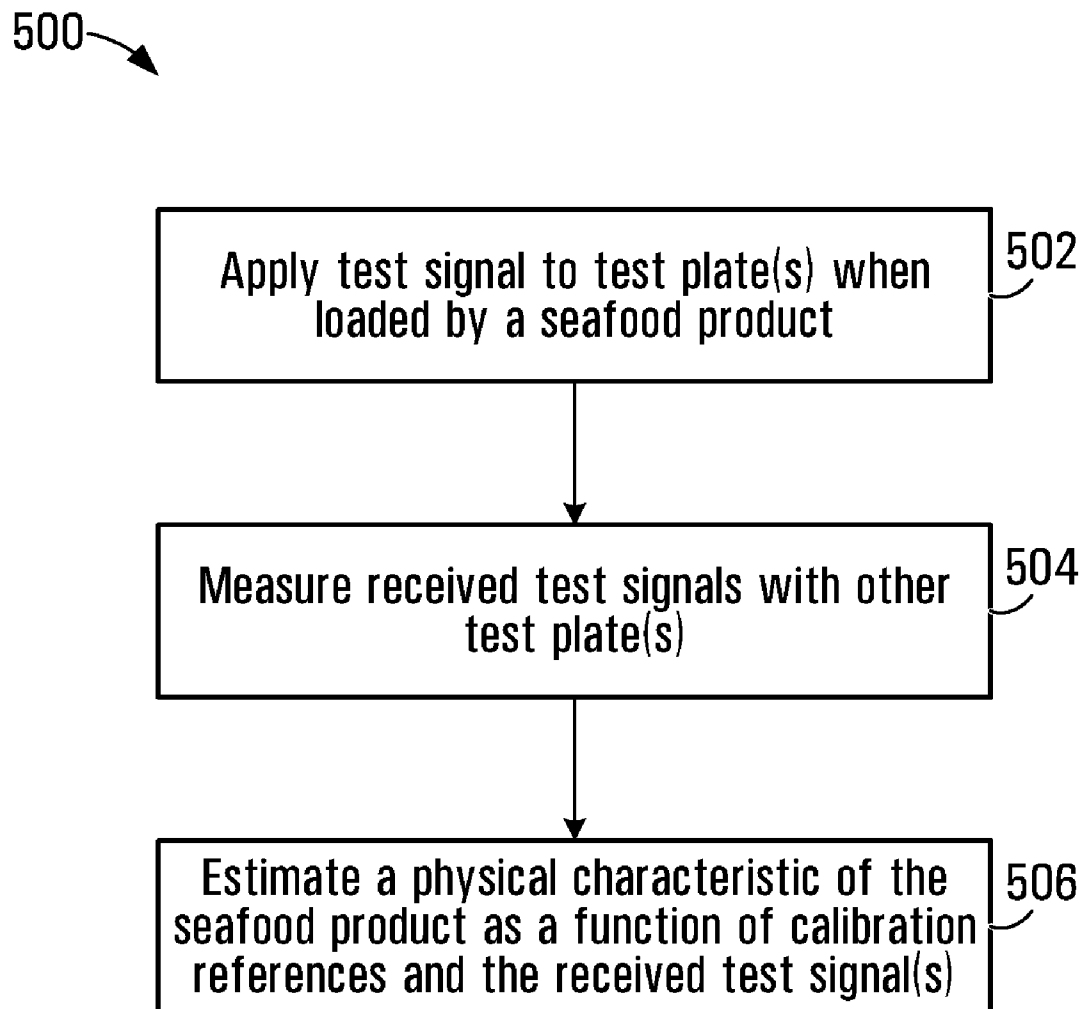 500
Apply test signal to test plate(s) when
loaded by a seafood product
502
Measure received test signals with other
test plate(s)
504
Estimate a physical characteristic of the
seafood product as a function of calibration
references and the received test signal(s)
506